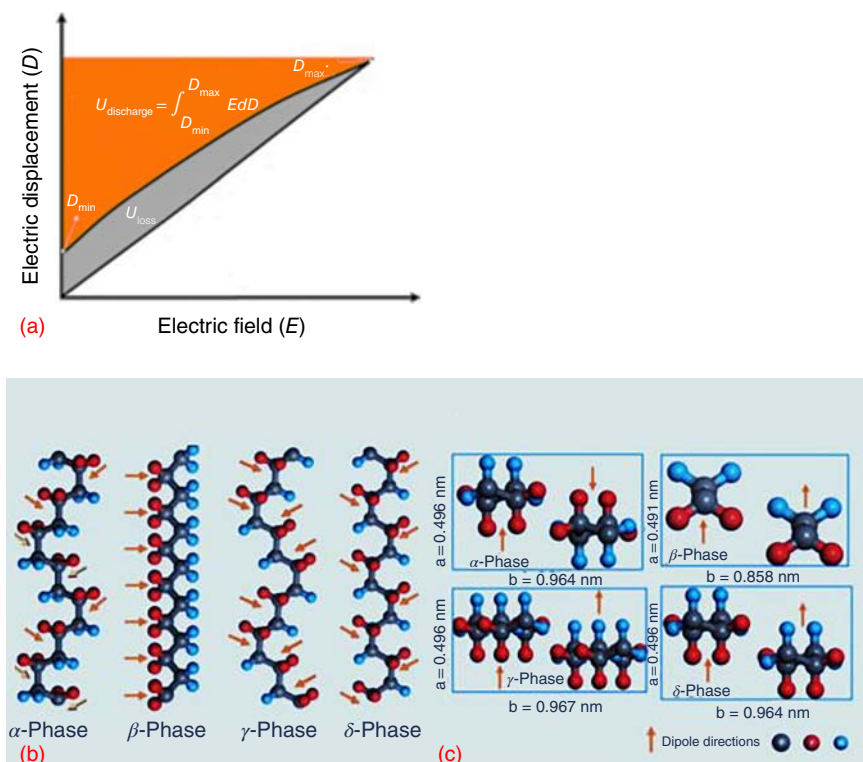 Electric displacement (D)
D_max.
U_discharge = ∫_{D_min}^{D_max} EdD
D_min
U_loss
(a)
Electric field (E)
α-Phase
β-Phase
γ-Phase
δ-Phase
(b)
a = 0.496 nm
α-Phase
b = 0.964 nm
a = 0.491 nm
β-Phase
b = 0.858 nm
a = 0.496 nm
γ-Phase
b = 0.967 nm
a = 0.496 nm
δ-Phase
b = 0.964 nm
(c)
Dipole directions